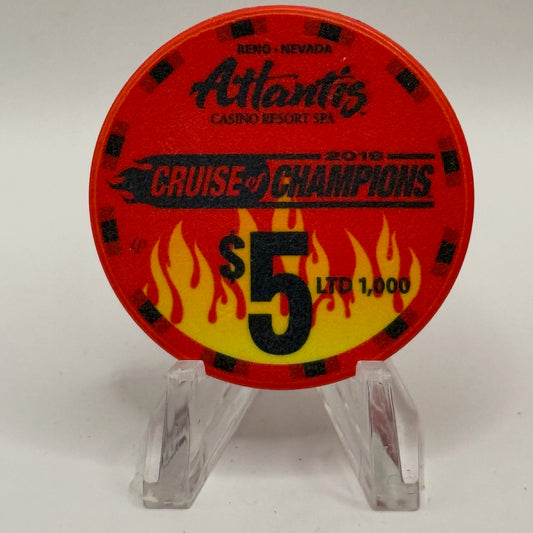 RENO • NEVADA
Atlantis
CASINO RESORT SPA
2018
CRUISE of CHAMPIONS
$5
LTD 1,000